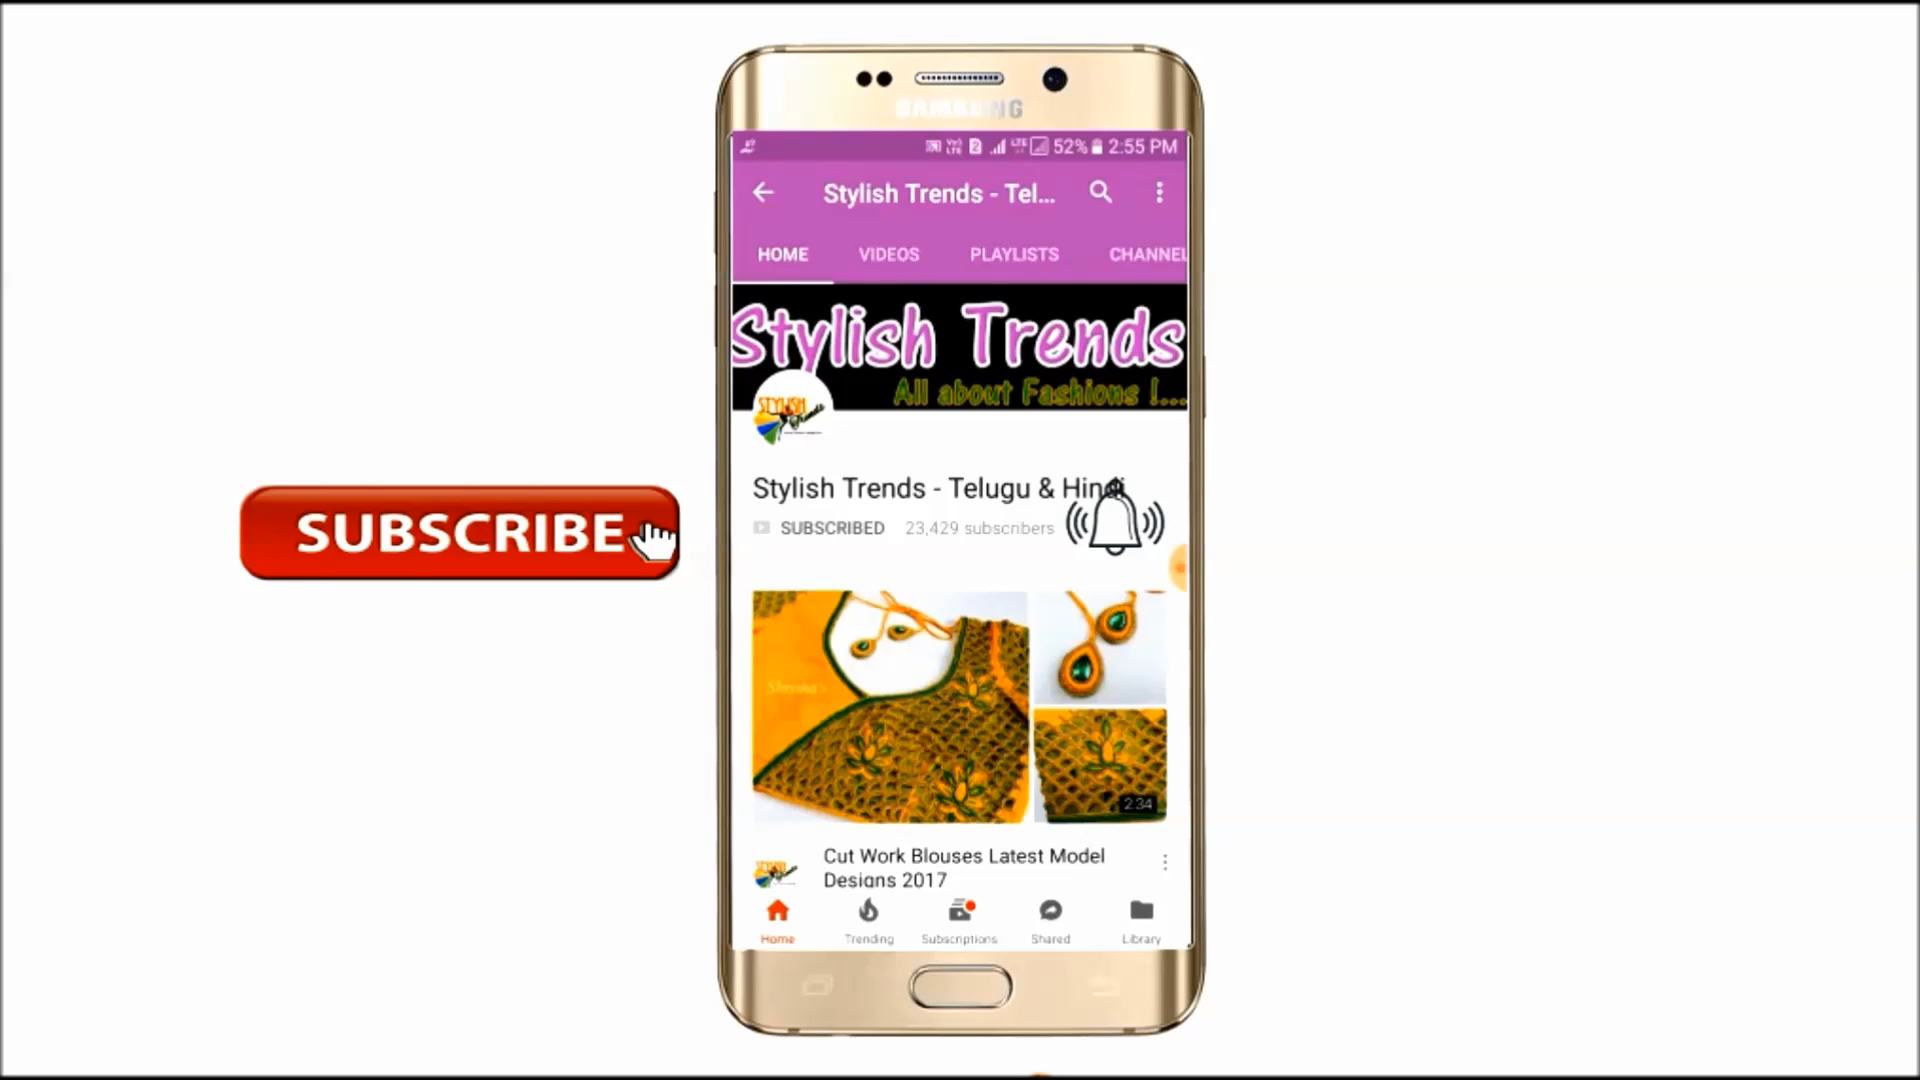 SAMSUNG
52% 2:55 PM
Stylish Trends - Tel...
HOME VIDEOS PLAYLISTS CHANNEL
Stylish Trends
All about Fashions !....
STYLISH
Trends
Stylish Trends - Telugu & Hindi
SUBSCRIBED 23,429 subscribers
SUBSCRIBE
2:34
Cut Work Blouses Latest Model
Designs 2017
Home Trending Subscriptions Shared Library